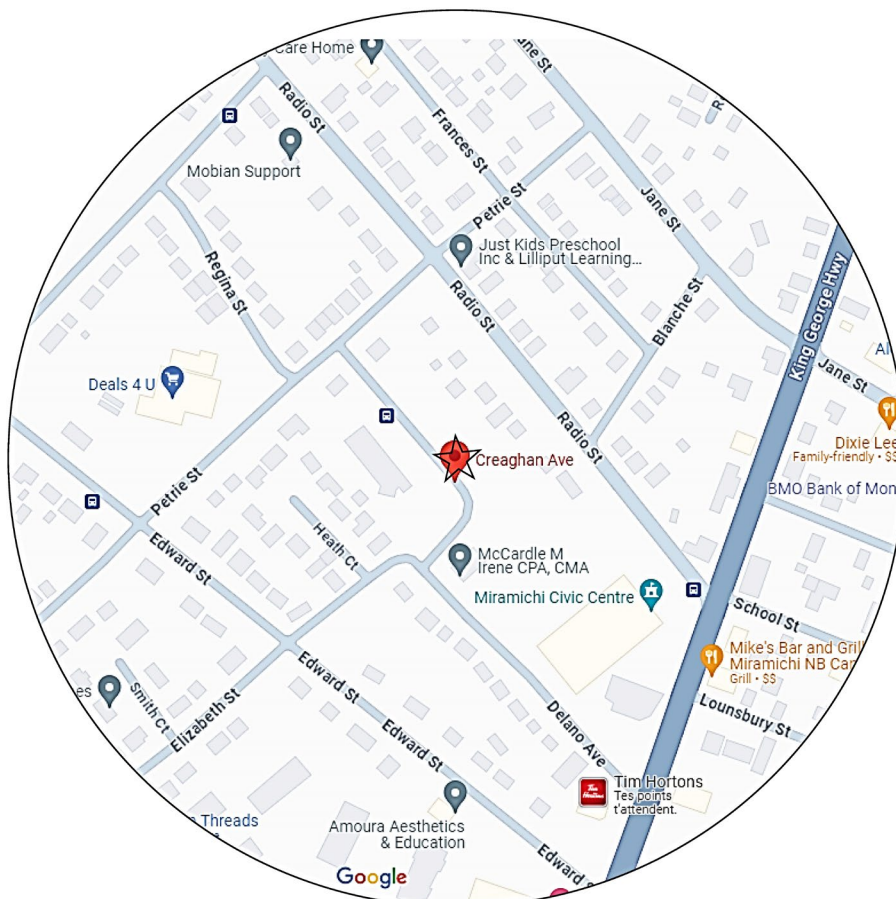 Care Home
ane St
Radio St
Frances St
R
Mobian Support
Petrie St
Jane St
Just Kids Preschool
Inc & Lilliput Learning...
Regina St
King George Hwy
Radio St
Blanche St
Al
Jane St
Deals 4 U
Radio St
Dixie Lee
Family-friendly • $$
Creaghan Ave
BMO Bank of Mon
Petrie St
Edward St
Heath Ct
McCardle M
Irene CPA, CMA
Miramichi Civic Centre
School St
Mike's Bar and Grill
Miramichi NB Can
Grill • $$
es
Smith Ct
Elizabeth St
Edward St
Lounsbury St
Delano Ave
Edward St
Tim Hortons
Tes points
t'attendent.
Threads
Amoura Aesthetics
& Education
Edward S
Google